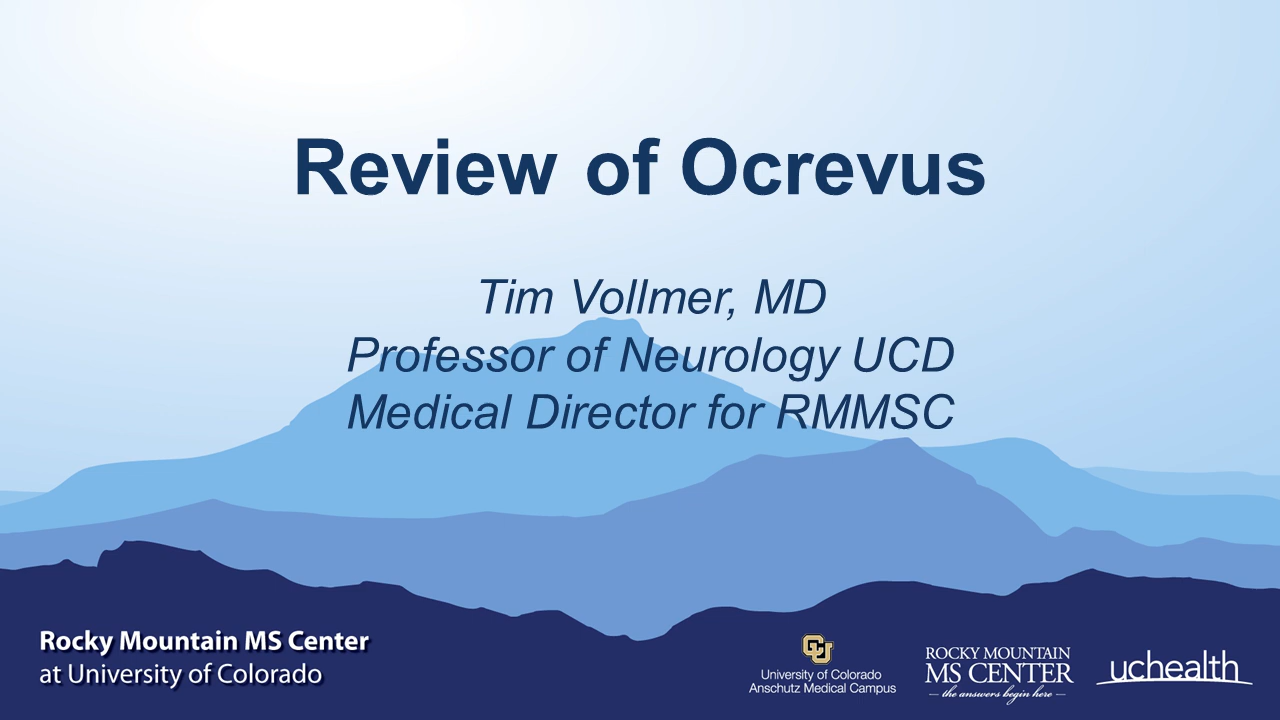 Review of Ocrevus
Tim Vollmer, MD
Professor of Neurology UCD
Medical Director for RMMSC
Rocky Mountain MS Center
at University of Colorado
CU
University of Colorado
Anschutz Medical Campus
ROCKY MOUNTAIN
MS CENTER
the answers begin here
uchealth